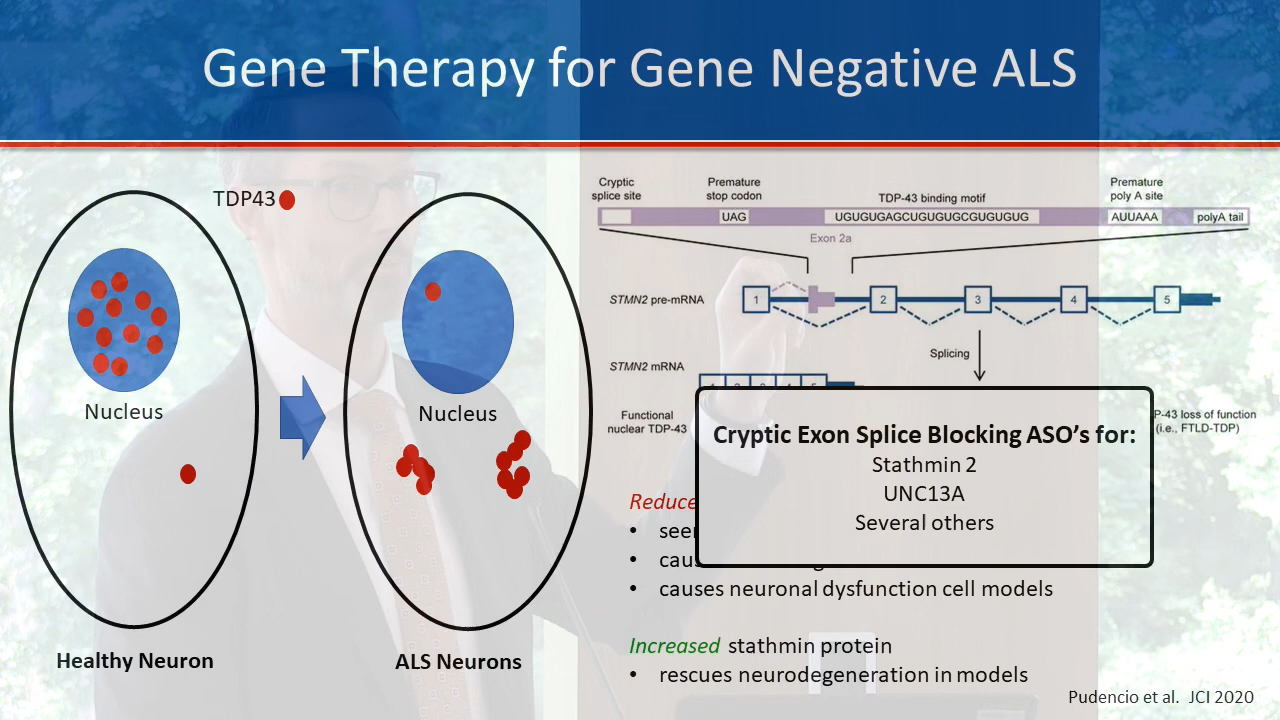 Gene Therapy for Gene Negative ALS
TDP43
Nucleus
Healthy Neuron
Nucleus
ALS Neurons
Cryptic
splice site
Premature
stop codon
TDP-43 binding motif
Premature
poly A site
UAG
UGUGUGAGCUGUGUGCGUGUGUG
AUUAAA
polyA tail
Exon 2a
STMN2 pre-mRNA
1
2
3
4
5
Splicing
STMN2 mRNA
Functional
nuclear TDP-43
P-43 loss of function
(i.e., FTLD-TDP)
Cryptic Exon Splice Blocking ASO's for:
Stathmin 2
UNC13A
Several others
Reduce
• causes neuronal dysfunction cell models
Increased stathmin protein
• rescues neurodegeneration in models
Pudencio et al. JCI 2020